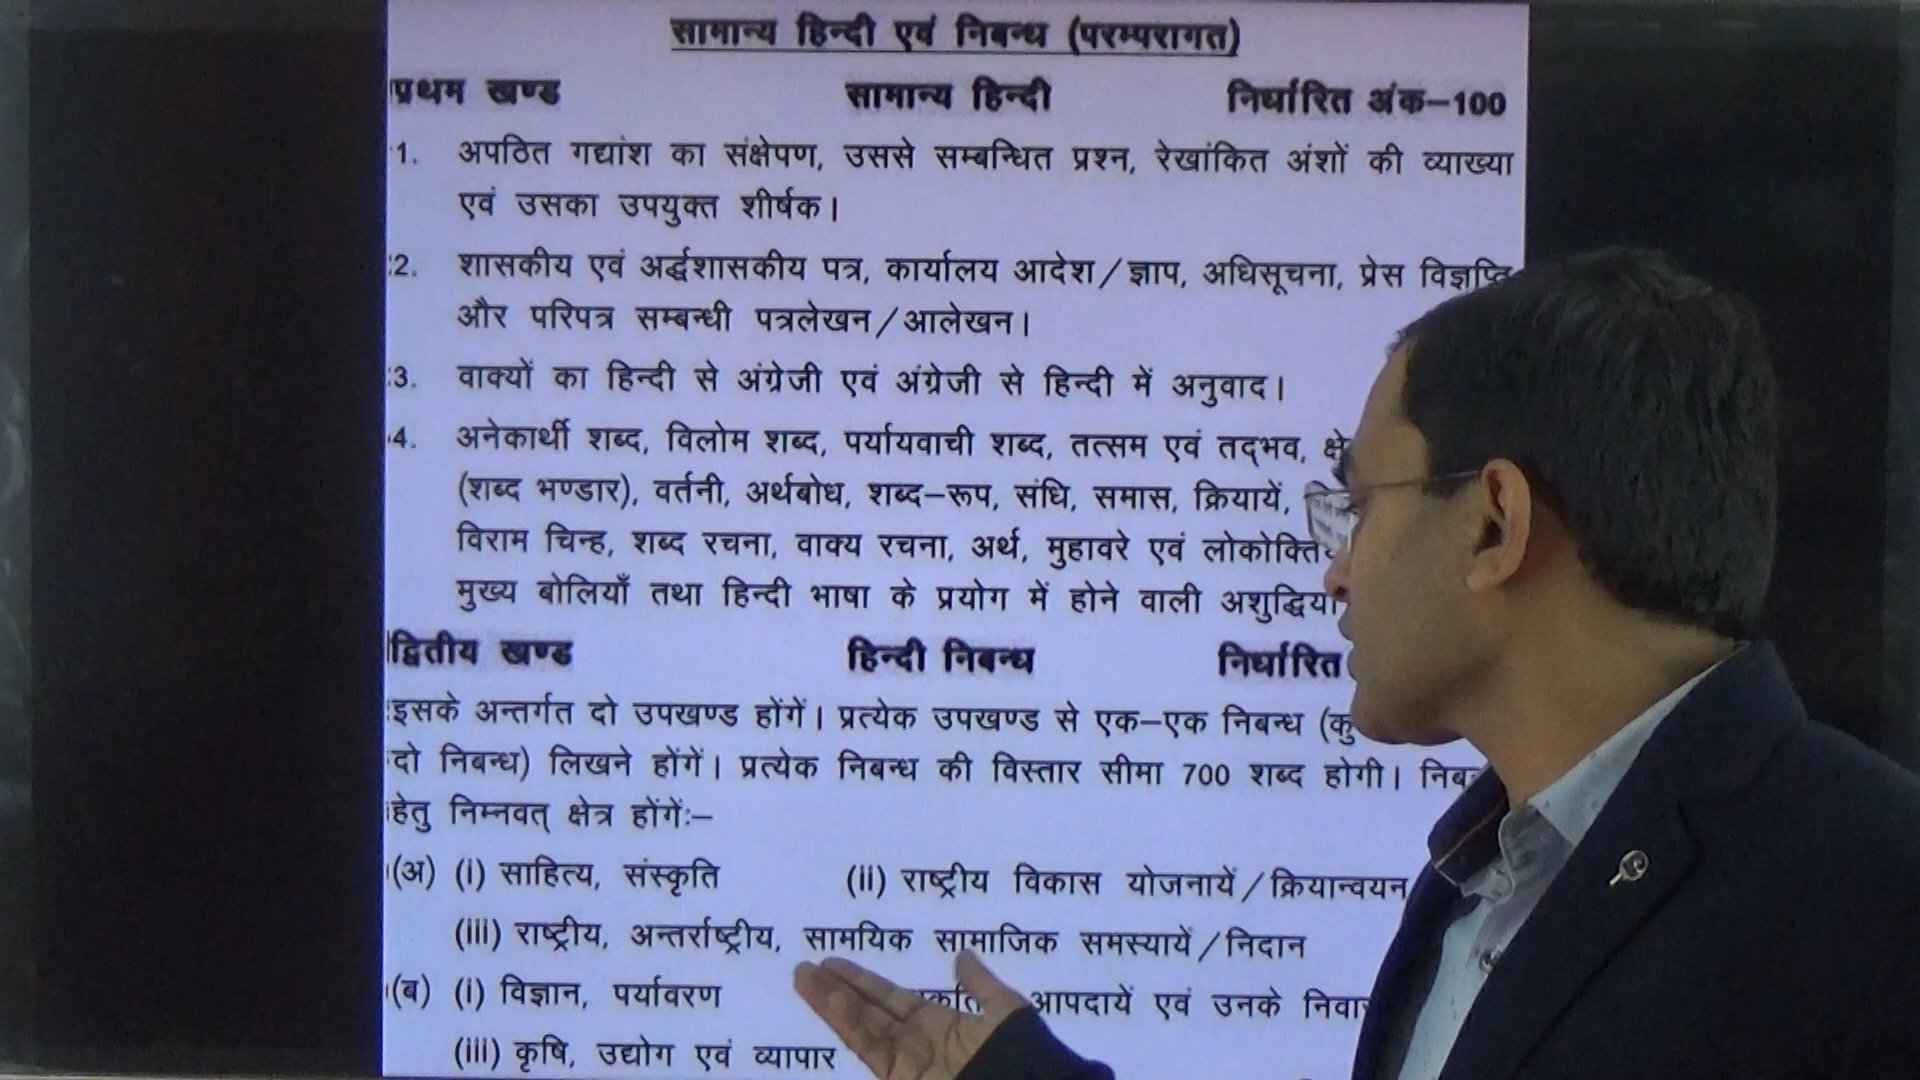 सामान्य हिन्दी एवं निबन्ध (परम्परागत)
प्रथम खण्ड सामान्य हिन्दी निर्धारित अंक–100
1. अपठित गद्यांश का संक्षेपण, उससे सम्बन्धित प्रश्न, रेखांकित अंशों की व्याख्या
एवं उसका उपयुक्त शीर्षक।
2. शासकीय एवं अर्द्धशासकीय पत्र, कार्यालय आदेश/ज्ञाप, अधिसूचना, प्रेस विज्ञप्ति
और परिपत्र सम्बन्धी पत्रलेखन/आलेखन।
3. वाक्यों का हिन्दी से अंग्रेजी एवं अंग्रेजी से हिन्दी में अनुवाद।
4. अनेकार्थी शब्द, विलोम शब्द, पर्यायवाची शब्द, तत्सम एवं तद्भव,
(शब्द भण्डार), वर्तनी, अर्थबोध, शब्द–रूप, संधि, समास, क्रियायें,
विराम चिन्ह, शब्द रचना, वाक्य रचना, अर्थ, मुहावरे एवं
मुख्य बोलियाँ तथा हिन्दी भाषा के प्रयोग में होने वाली
द्वितीय खण्ड हिन्दी निबन्ध निर्धारित
इसके अन्तर्गत दो उपखण्ड होंगें। प्रत्येक उपखण्ड से एक–एक निबन्ध
दो निबन्ध) लिखने होंगें। प्रत्येक निबन्ध की विस्तार सीमा 700 शब्द होगी।
हेतु निम्नवत् क्षेत्र होंगें:–
(अ) (i) साहित्य, संस्कृति (ii) राष्ट्रीय विकास योजनायें/क्रियान्वयन
(iii) राष्ट्रीय, अन्तर्राष्ट्रीय, सामयिक सामाजिक समस्यायें/निदान
(ब) (i) विज्ञान, पर्यावरण आपदायें एवं उनके
(iii) कृषि, उद्योग एवं व्यापार